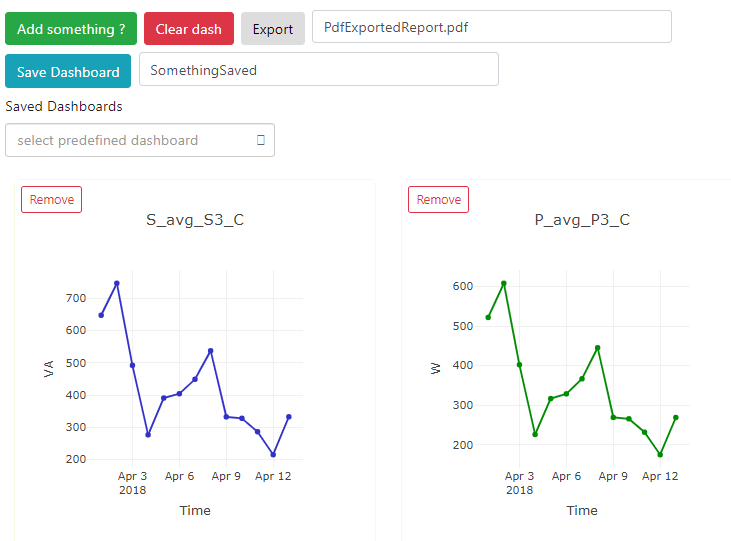 Add something ? Clear dash Export PdfExportedReport.pdf
Save Dashboard SomethingSaved
Saved Dashboards
select predefined dashboard
Remove
S_avg_S3_C
700
600
500
400
300
200
VA
Apr 3 Apr 6 Apr 9 Apr 12
2018
Time
Remove
P_avg_P3_C
600
500
400
300
200
W
Apr 3 Apr 6 Apr 9 Apr 12
2018
Time